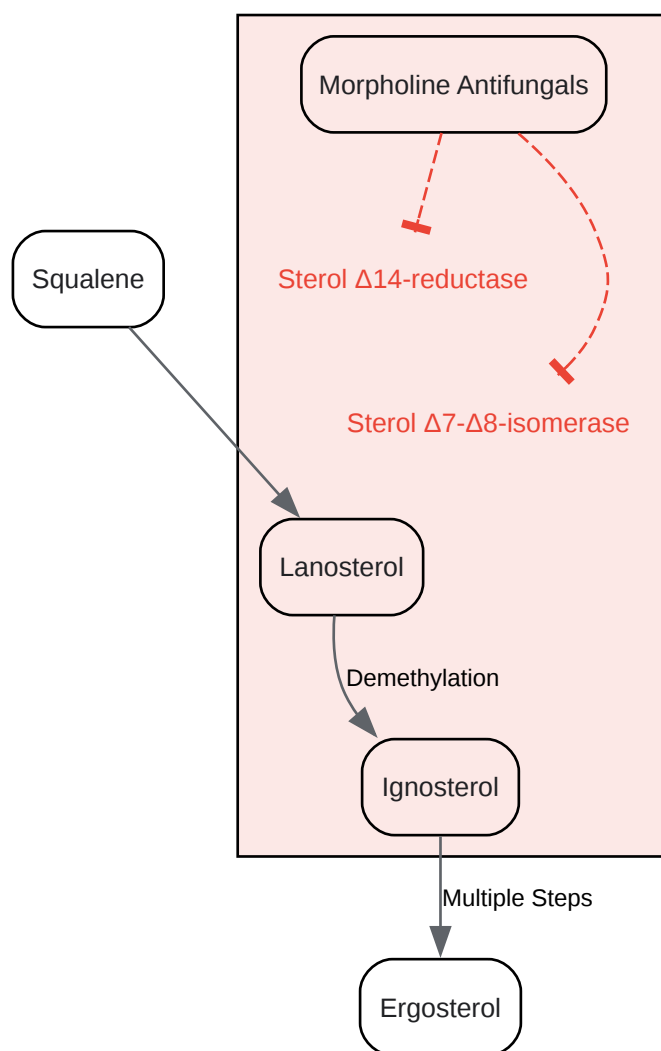 Morpholine Antifungals
Squalene
Sterol Δ14-reductase
Sterol Δ7-Δ8-isomerase
Lanosterol
Demethylation
Ignosterol
Multiple Steps
Ergosterol